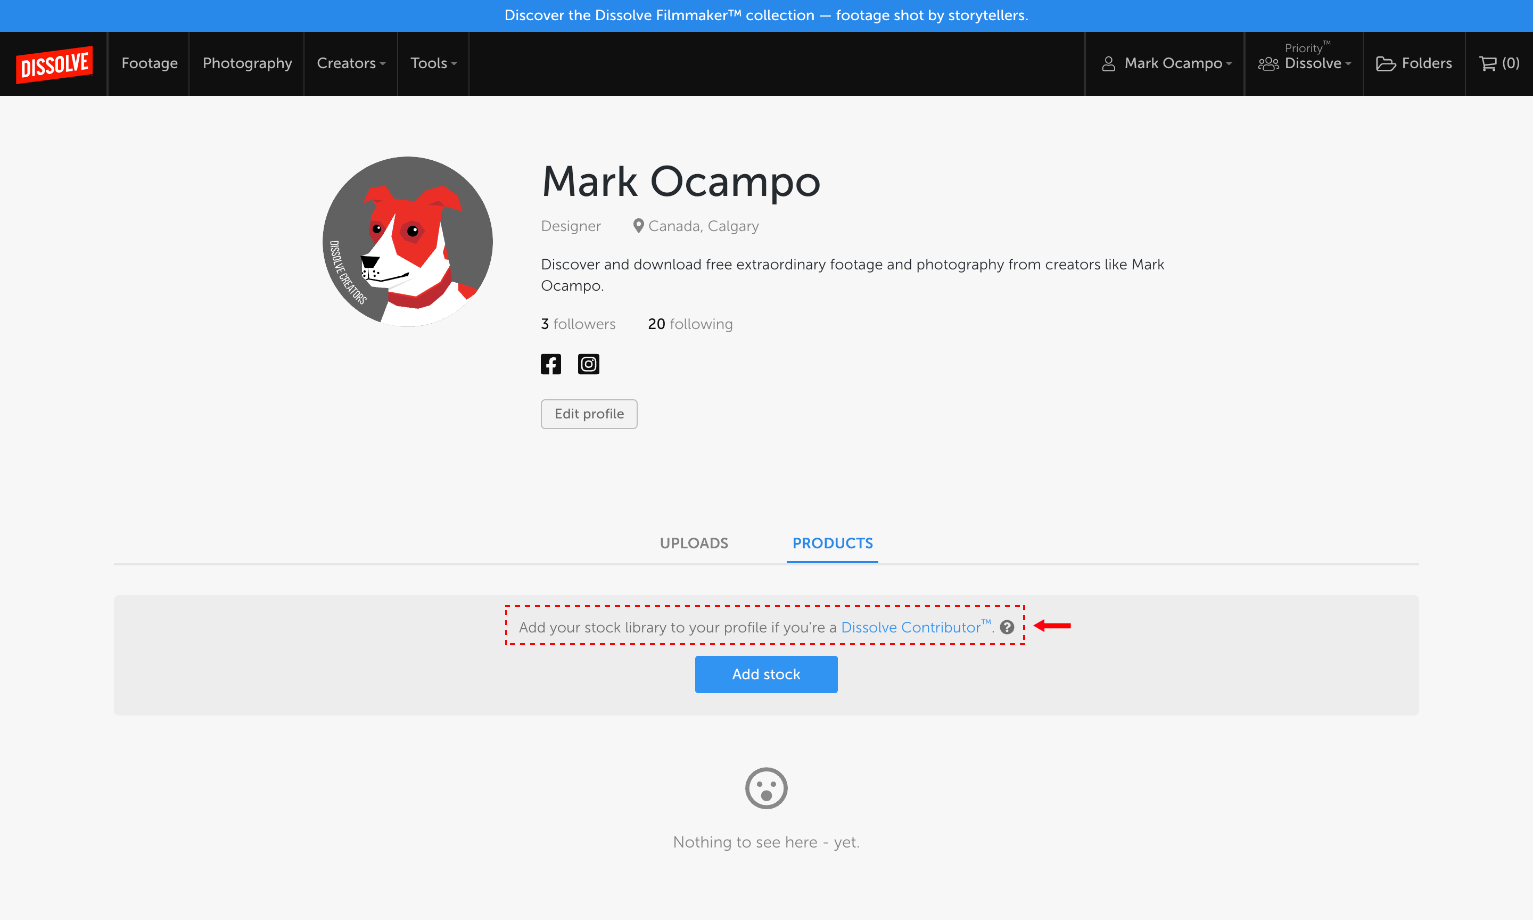 Discover the Dissolve Filmmaker™ collection — footage shot by storytellers.
DISSOLVE
Footage
Photography
Creators
Tools
Mark Ocampo
Priority™
Dissolve
Folders
(0)
DISSOLVE CREATORS
Mark Ocampo
Designer
Canada, Calgary
Discover and download free extraordinary footage and photography from creators like Mark
Ocampo.
3 followers
20 following
Edit profile
UPLOADS
PRODUCTS
Add your stock library to your profile if you're a Dissolve Contributor™. ?
Add stock
Nothing to see here - yet.